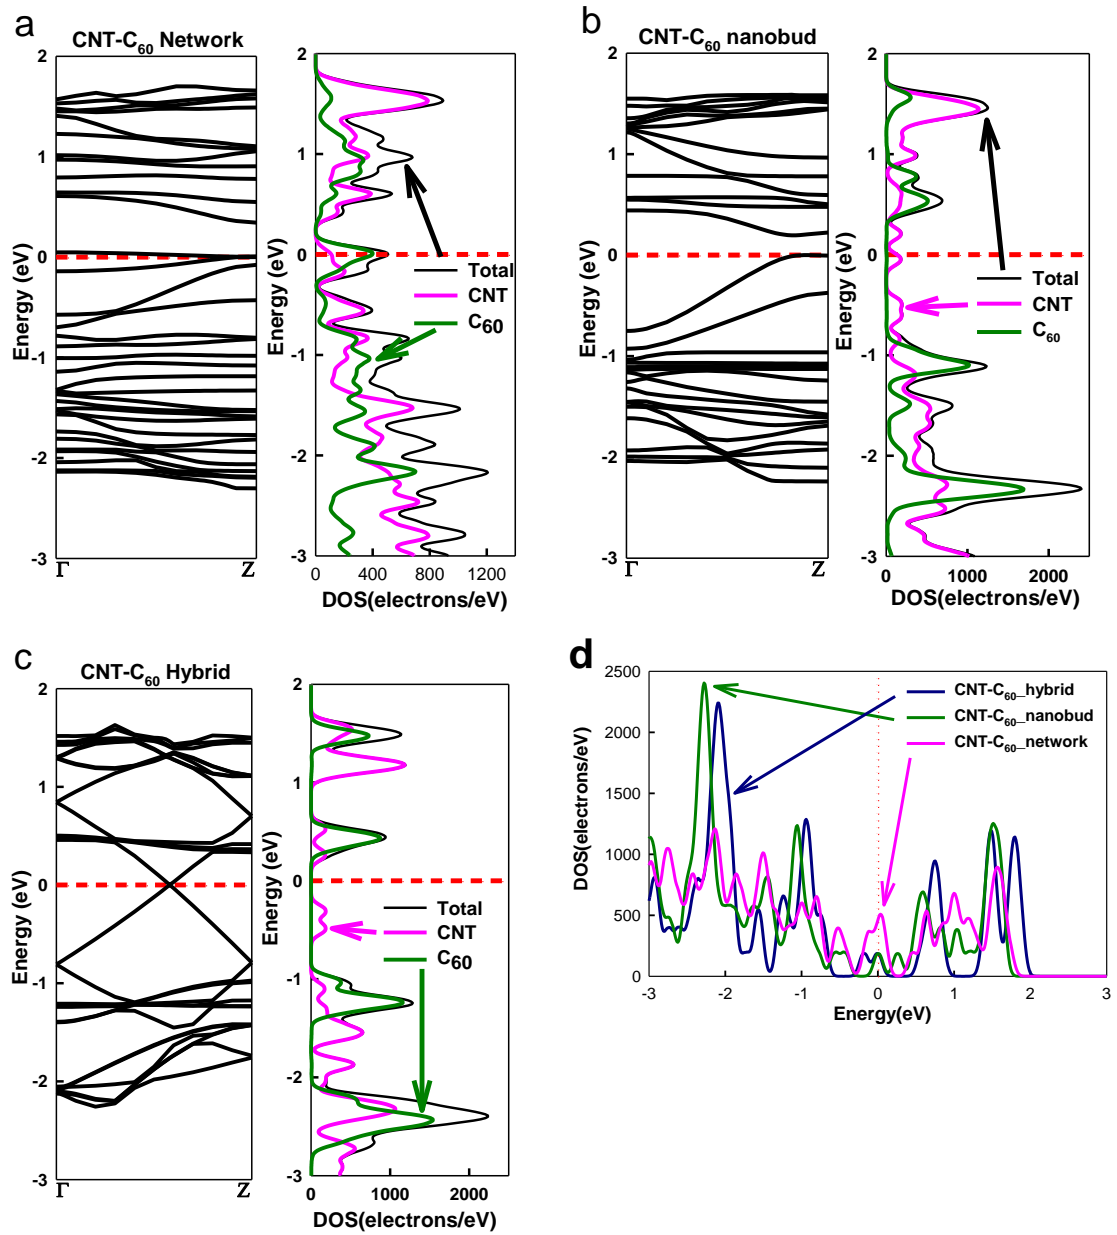 a
CNT-C60 Network
2
1
0
-1
-2
-3
Energy (eV)
Γ
Z
2
1
0
-1
-2
-3
Energy (eV)
Total
CNT
C60
0
400
800
1200
DOS(electrons/eV)
b
CNT-C60 nanobud
2
1
0
-1
-2
-3
Energy (eV)
Γ
Z
2
1
0
-1
-2
-3
Energy (eV)
Total
CNT
C60
0
1000
2000
DOS(electrons/eV)
c
CNT-C60 Hybrid
2
1
0
-1
-2
-3
Energy (eV)
Γ
Z
2
1
0
-1
-2
-3
Energy (eV)
Total
CNT
C60
0
1000
2000
DOS(electrons/eV)
d
2500
2000
1500
1000
500
0
DOS(electrons/eV)
CNT-C60_hybrid
CNT-C60_nanobud
CNT-C60_network
-3
-2
-1
0
1
2
3
Energy(eV)